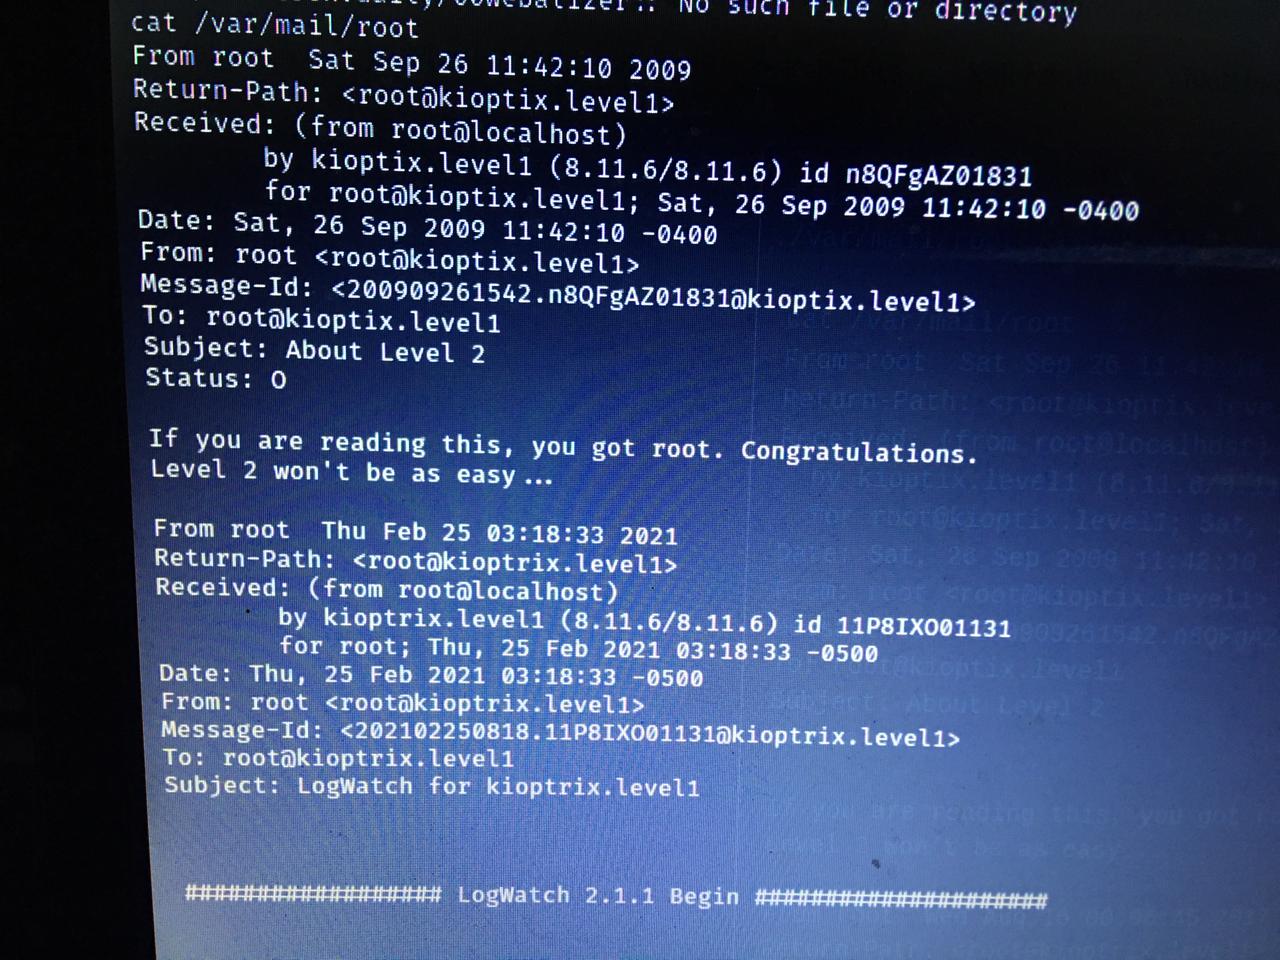 No such file or directory
cat /var/mail/root
From root  Sat Sep 26 11:42:10 2009
Return-Path: <root@kioptix.level1>
Received: (from root@localhost)
        by kioptix.level1 (8.11.6/8.11.6) id n8QFgAZ01831
        for root@kioptix.level1; Sat, 26 Sep 2009 11:42:10 -0400
Date: Sat, 26 Sep 2009 11:42:10 -0400
From: root <root@kioptix.level1>
Message-Id: <200909261542.n8QFgAZ01831@kioptix.level1>
To: root@kioptix.level1
Subject: About Level 2
Status: O

If you are reading this, you got root. Congratulations.
Level 2 won't be as easy...

From root  Thu Feb 25 03:18:33 2021
Return-Path: <root@kioptrix.level1>
Received: (from root@localhost)
        by kioptrix.level1 (8.11.6/8.11.6) id 11P8IXO01131
        for root; Thu, 25 Feb 2021 03:18:33 -0500
Date: Thu, 25 Feb 2021 03:18:33 -0500
From: root <root@kioptrix.level1>
Message-Id: <202102250818.11P8IXO01131@kioptrix.level1>
To: root@kioptrix.level1
Subject: LogWatch for kioptrix.level1

################## LogWatch 2.1.1 Begin #####################